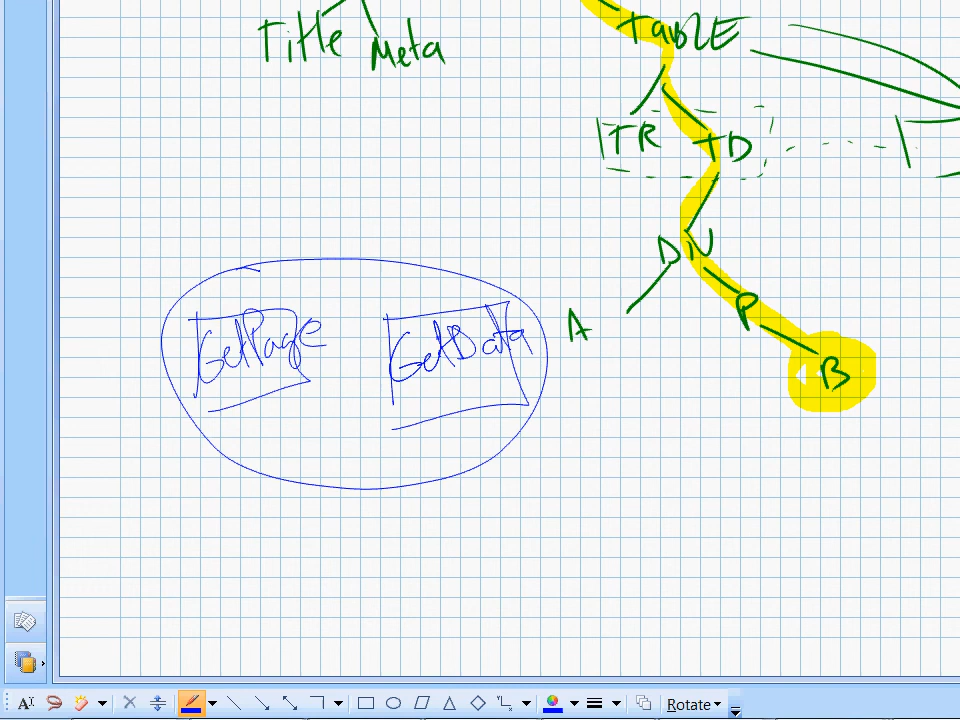 TABLE
Title
Meta
TR TD
DIV
P
A
GetPage GetData
B
Rotate